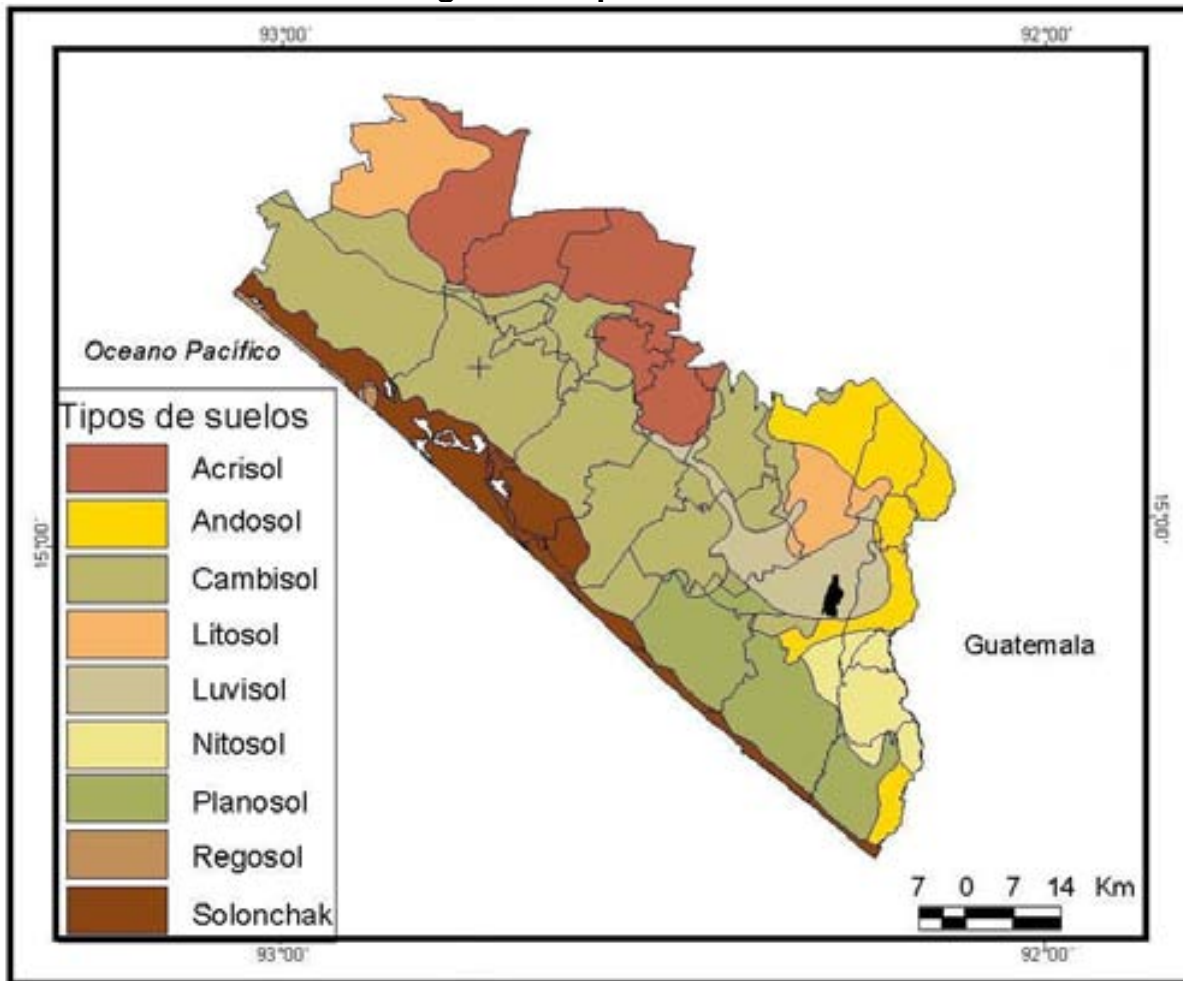 93°00'
92°00'
Oceano Pacífico
Tipos de suelos
Acrisol
Andosol
Cambisol
Litosol
Luvisol
Nitosol
Planosol
Regosol
Solonchak
15°00'
15°00'
Guatemala
7 0 7 14 Km
93°00'
92°00'